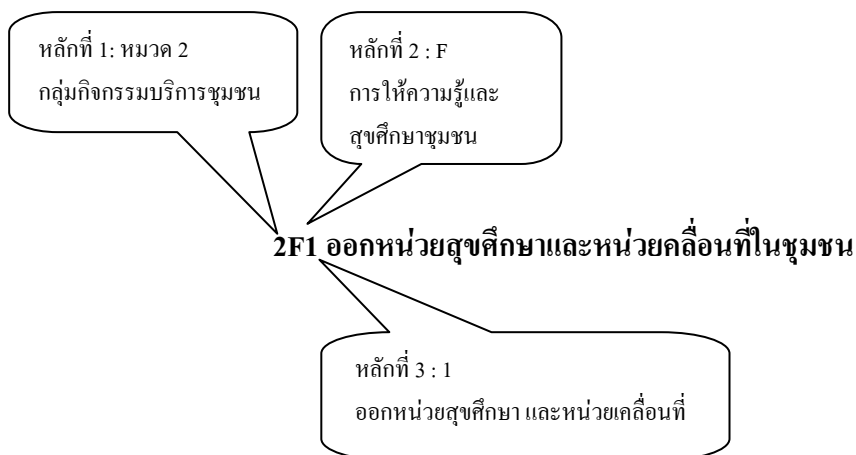 หลักที่ 1: หมวด 2
กลุ่มกิจกรรมบริการชุมชน
หลักที่ 2 : F
การให้ความรู้และ
สุขศึกษาชุมชน
2F1 ออกหน่วยสุขศึกษาและหน่วยคลื่อนที่ในชุมชน
หลักที่ 3 : 1
ออกหน่วยสุขศึกษา และหน่วยเคลื่อนที่